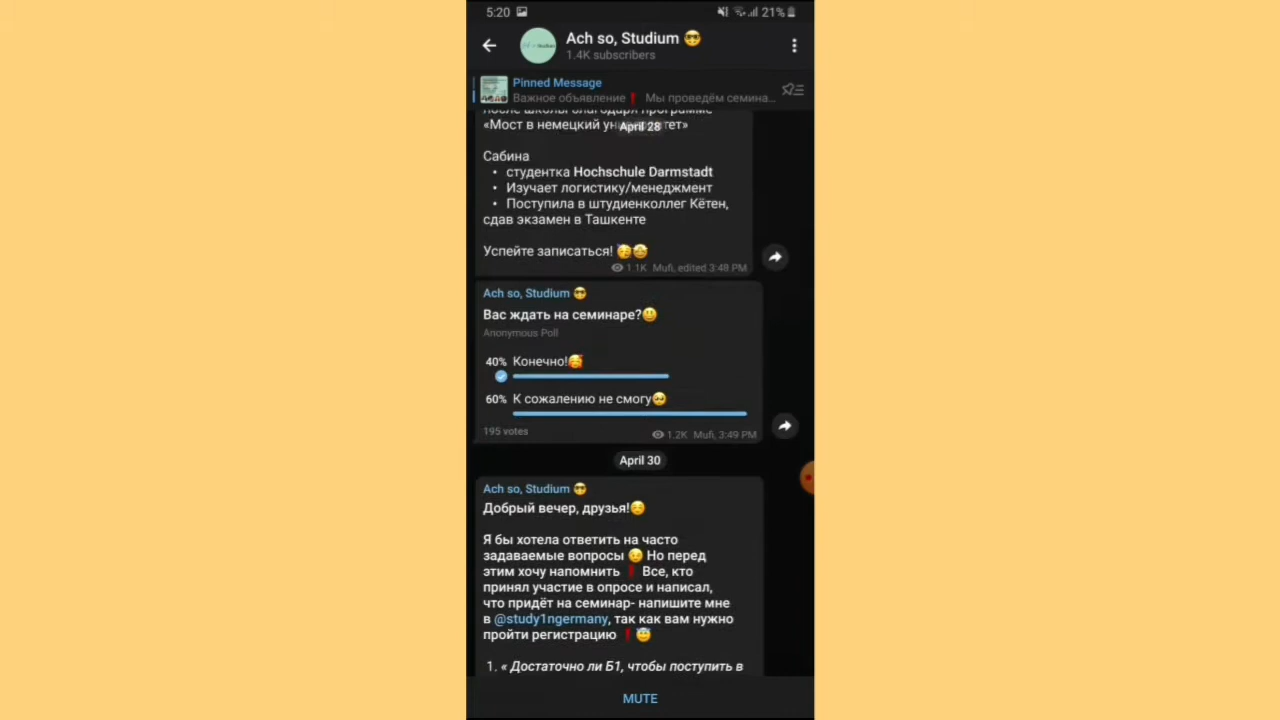 5:20
21%
Ach so, Studium 😎
1.4K subscribers
Pinned Message
Важное объявление❗ Мы проведём семина...
после школы благодаря программе
«Мост в немецкий
April 28
Сабина
• студентка Hochschule Darmstadt
• Изучает логистику/менеджмент
• Поступила в штудиенколлег Кётен,
сдав экзамен в Ташкенте
Успейте записаться! 🥳🤩
1.1K Mufi, edited 3:48 PM
Ach so, Studium 😎
Вас ждать на семинаре?😃
Anonymous Poll
40% Конечно!🥰
60% К сожалению не смогу🥺
195 votes
1.2K Mufi, 3:49 PM
April 30
Ach so, Studium 😎
Добрый вечер, друзья!☺️
Я бы хотела ответить на часто
задаваемые вопросы 😉 Но перед
этим хочу напомнить❗ Все, кто
принял участие в опросе и написал,
что придёт на семинар- напишите мне
в @study1ngermany, так как вам нужно
пройти регистрацию❗😇
1. « Достаточно ли Б1, чтобы поступить в
MUTE